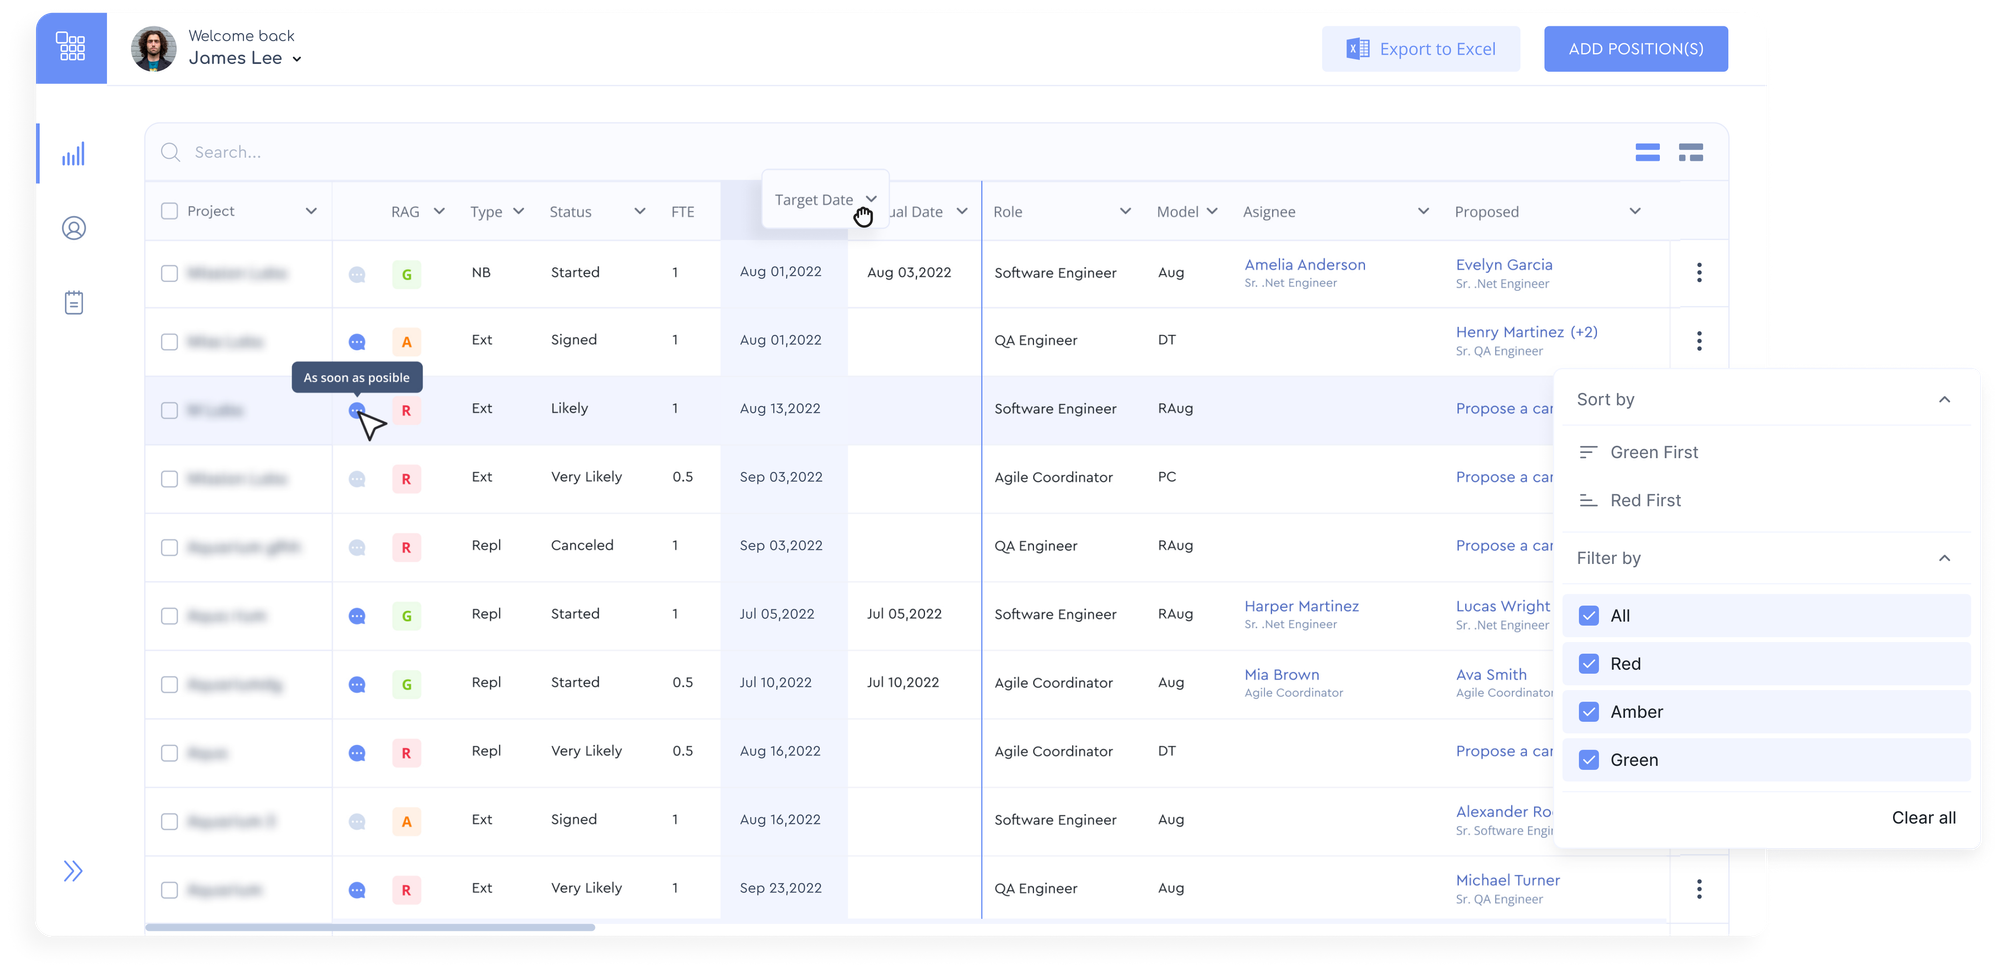 Welcome back
James Lee
Export to Excel
ADD POSITION(S)
Search...
Project
RAG
Type
Status
FTE
Target Date
ual Date
Role
Model
Asignee
Proposed
G
NB
Started
1
Aug 01,2022
Aug 03,2022
Software Engineer
Aug
Amelia Anderson
Sr. .Net Engineer
Evelyn Garcia
Sr. .Net Engineer
A
Ext
Signed
1
Aug 01,2022
QA Engineer
DT
Henry Martinez (+2)
Sr. QA Engineer
As soon as posible
R
Ext
Likely
1
Aug 13,2022
Software Engineer
RAug
Propose a car
R
Ext
Very Likely
0.5
Sep 03,2022
Agile Coordinator
PC
Propose a car
R
Repl
Canceled
1
Sep 03,2022
QA Engineer
RAug
Propose a car
G
Repl
Started
1
Jul 05,2022
Jul 05,2022
Software Engineer
RAug
Harper Martinez
Sr. .Net Engineer
Lucas Wright
Sr. .Net Engineer
G
Repl
Started
0.5
Jul 10,2022
Jul 10,2022
Agile Coordinator
Aug
Mia Brown
Agile Coordinator
Ava Smith
Agile Coordinator
R
Repl
Very Likely
0.5
Aug 16,2022
Agile Coordinator
DT
Propose a car
A
Ext
Signed
1
Aug 16,2022
Software Engineer
Aug
Alexander Ro
Sr. Software Engi
R
Ext
Very Likely
1
Sep 23,2022
QA Engineer
Aug
Michael Turner
Sr. QA Engineer
Sort by
Green First
Red First
Filter by
All
Red
Amber
Green
Clear all